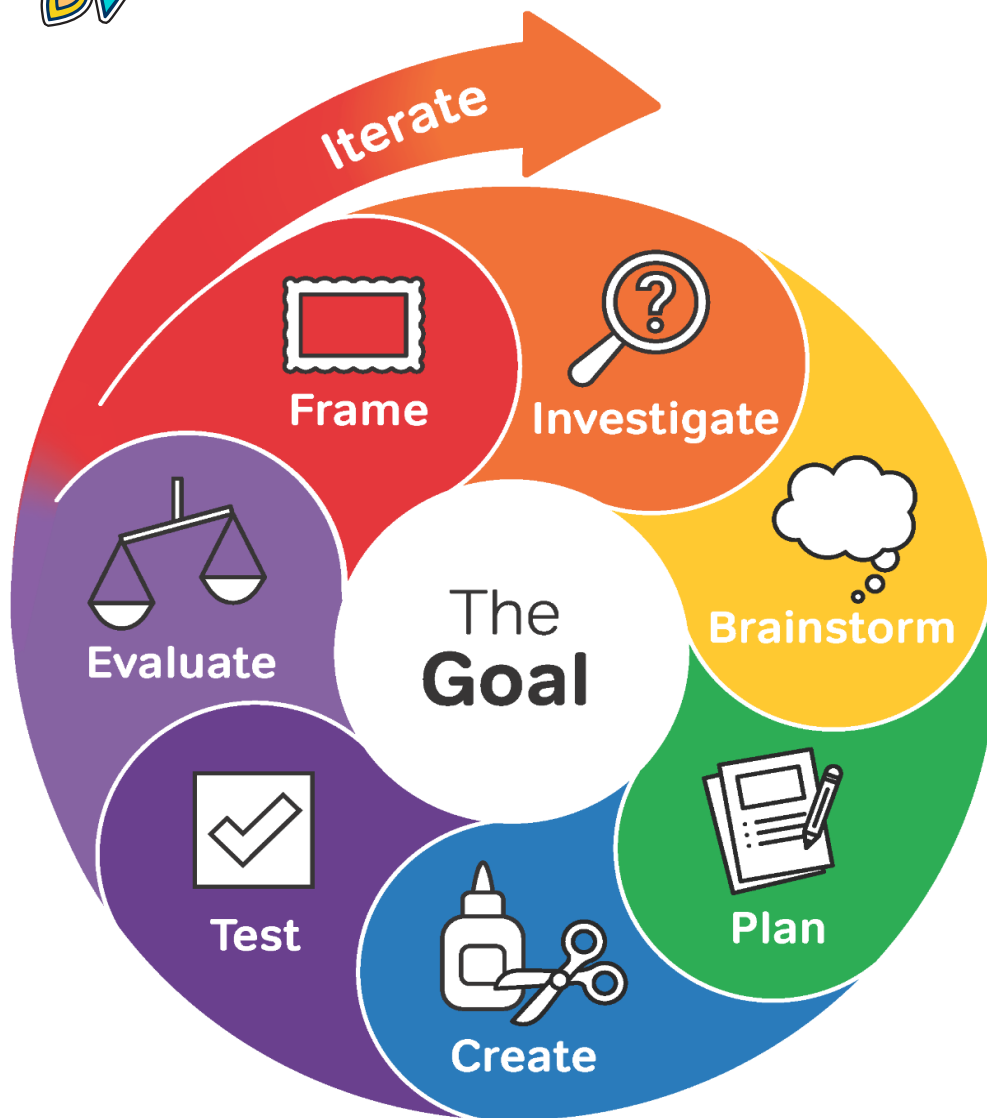 Iterate
Frame
Investigate
Brainstorm
Plan
Create
Test
Evaluate
The
Goal
?